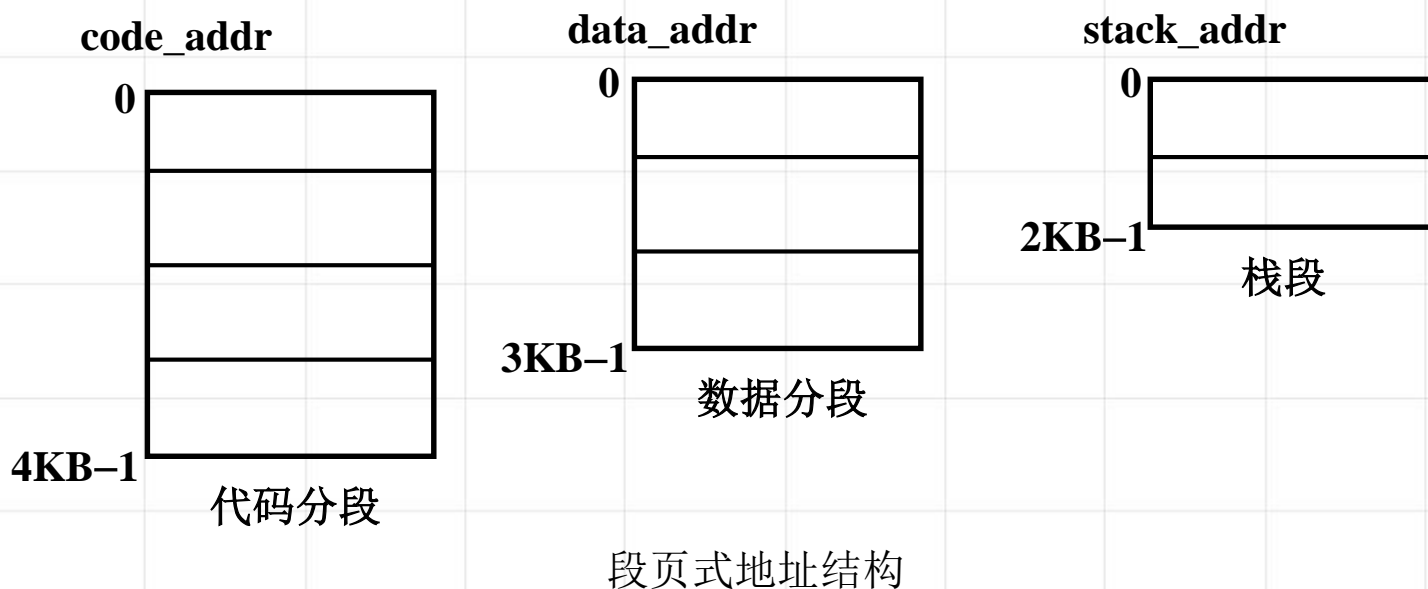 code_addr
0
4KB–1
代码分段
data_addr
0
3KB–1
数据分段
stack_addr
0
2KB–1
栈段
段页式地址结构